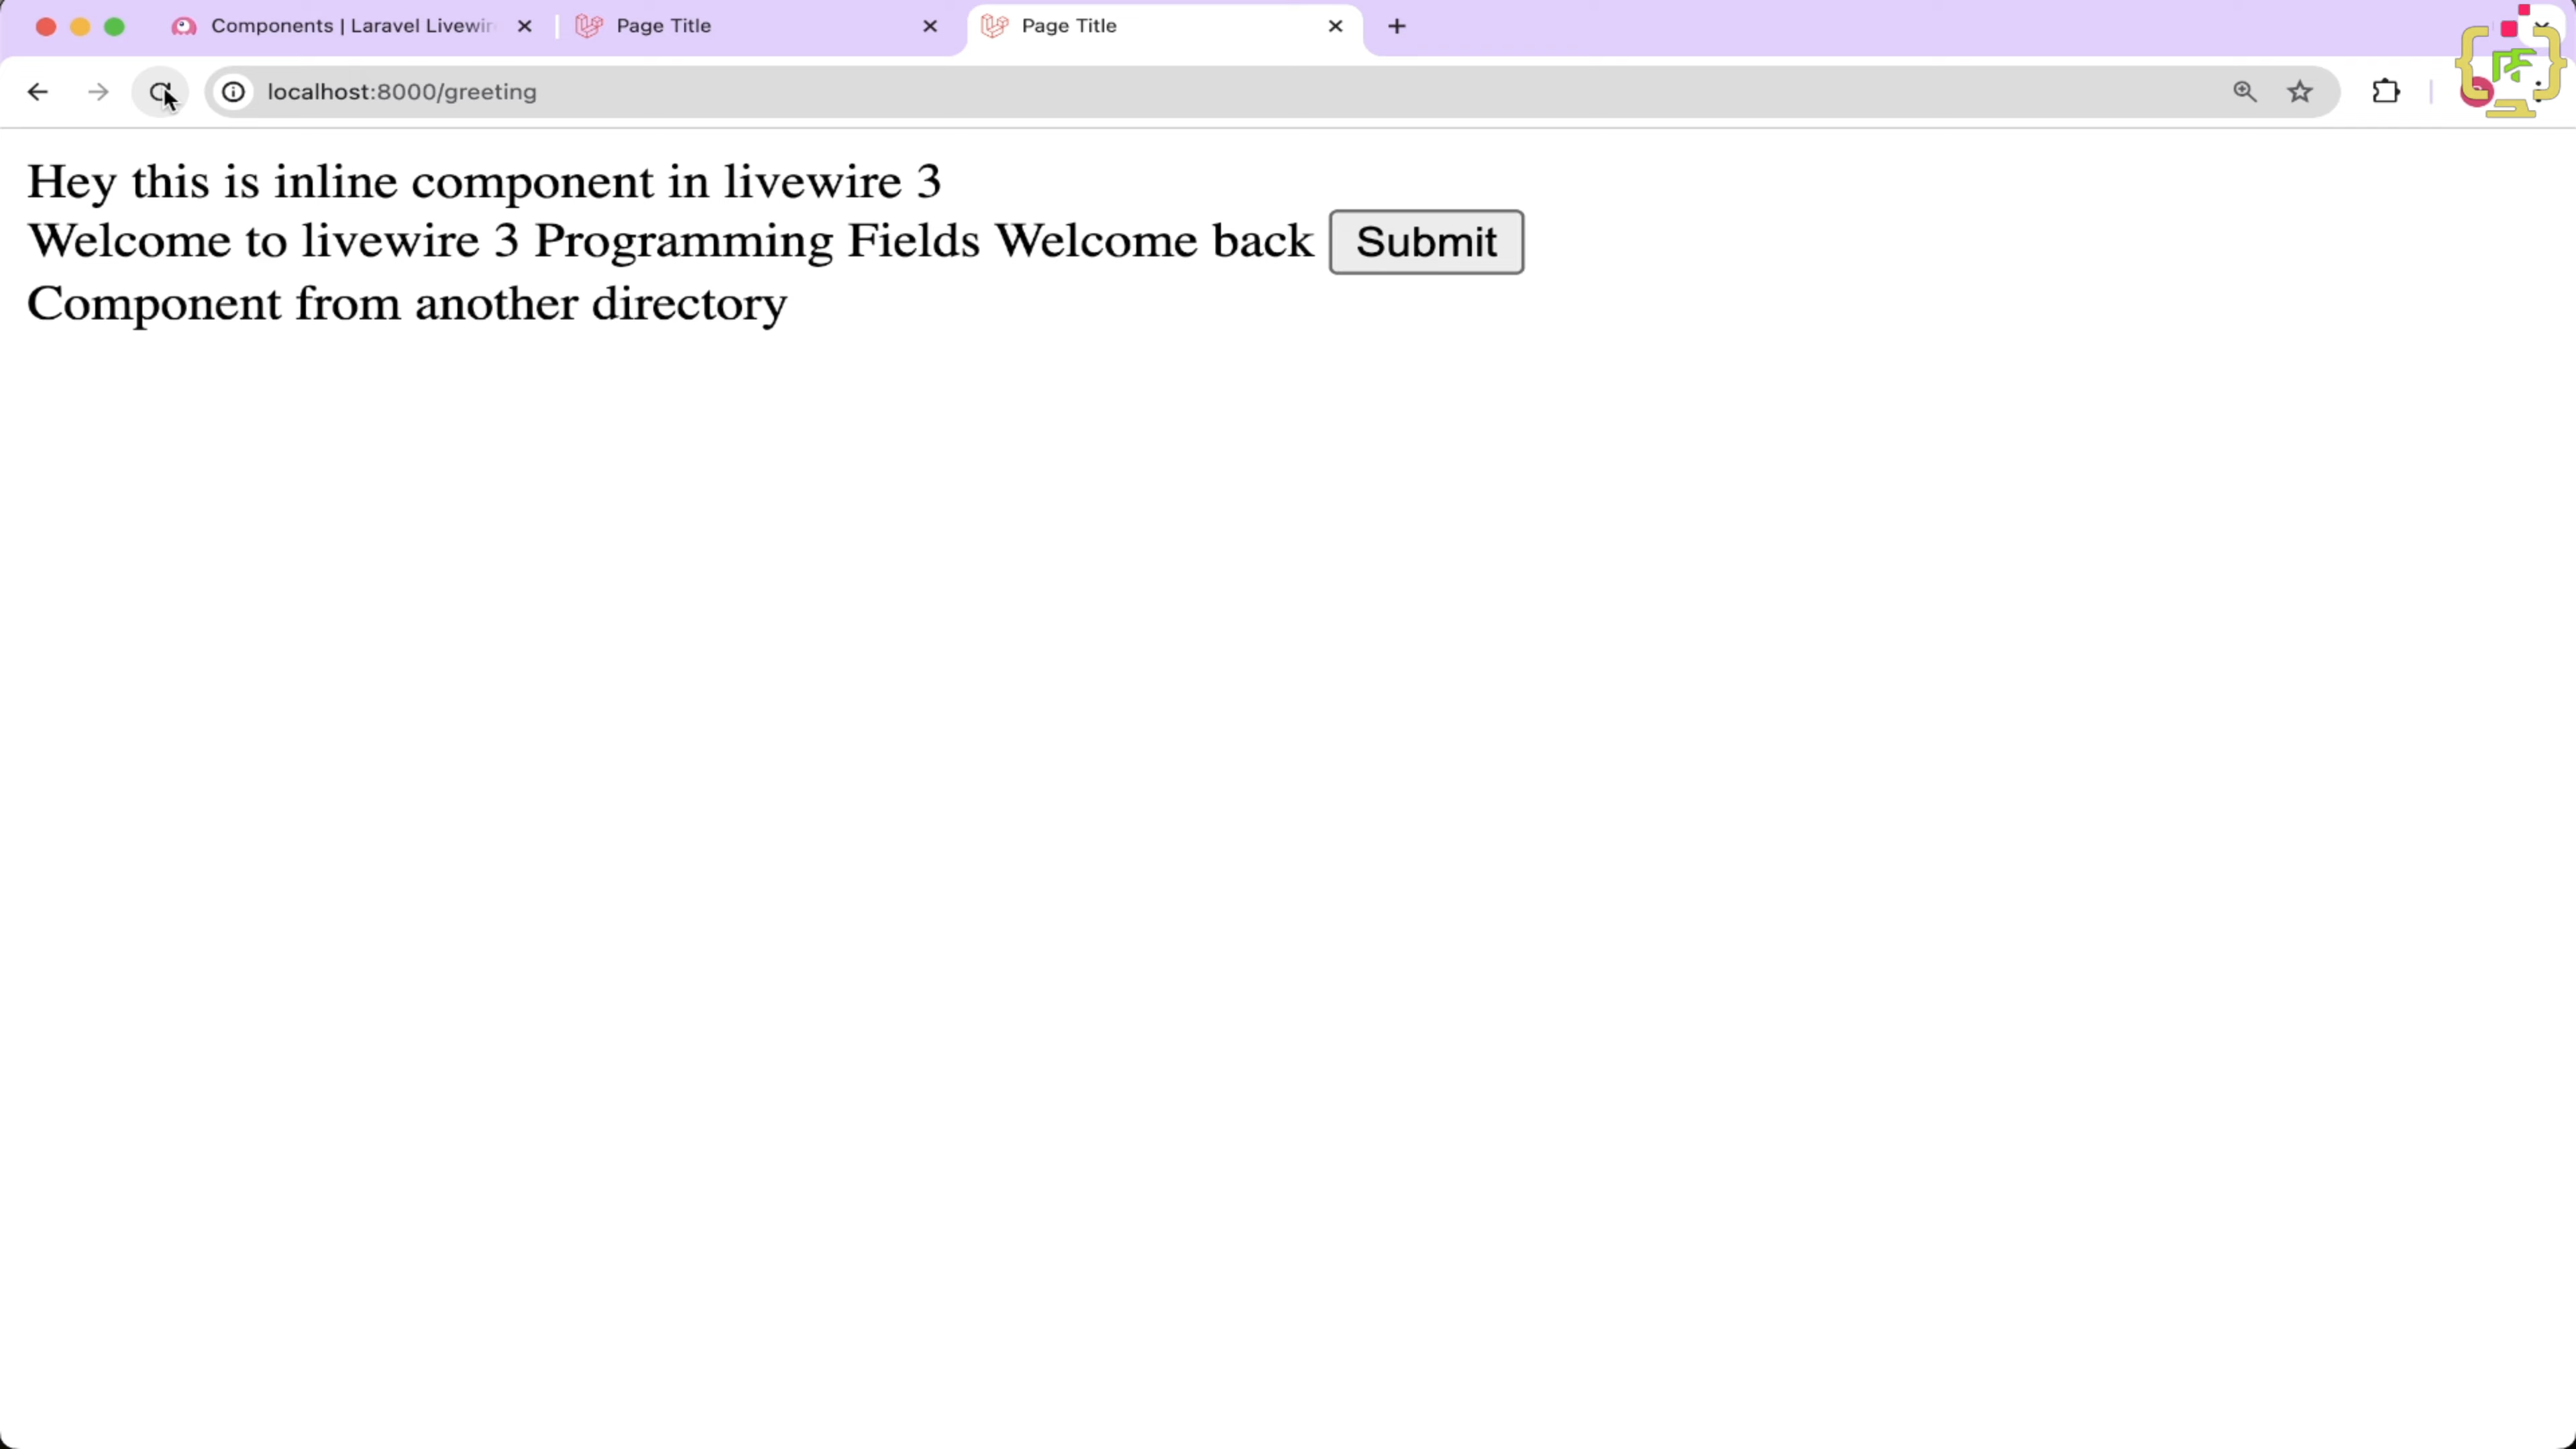 Components | Laravel Livewir
Page Title
Page Title
localhost:8000/greeting
Hey this is inline component in livewire 3
Welcome to livewire 3 Programming Fields Welcome back Submit
Component from another directory